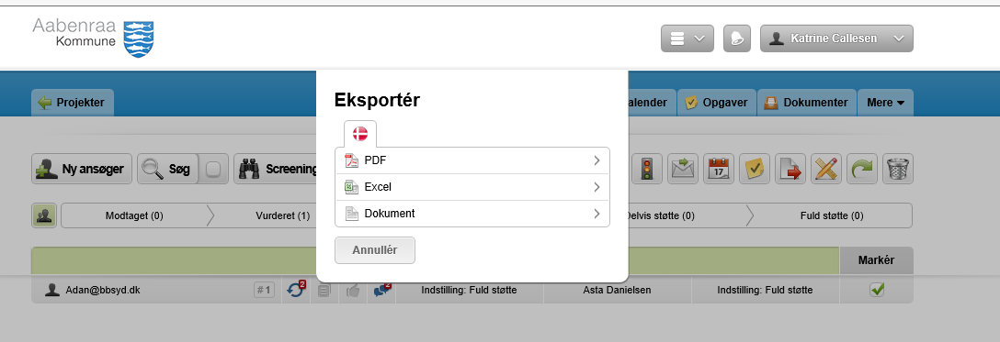 Aabenraa
Kommune
Katrine Callesen
Eksportér
Projekter
alender
Opgaver
Dokumenter
Mere
PDF
Excel
Dokument
Annullér
Ny ansøger
Søg
Screening
17
Modtaget (0)
Vurderet (1)
Delvis støtte (0)
Fuld støtte (0)
Markér
Adan@bbsyd.dk
#1
2
2
Indstilling: Fuld støtte
Asta Danielsen
Indstilling: Fuld støtte